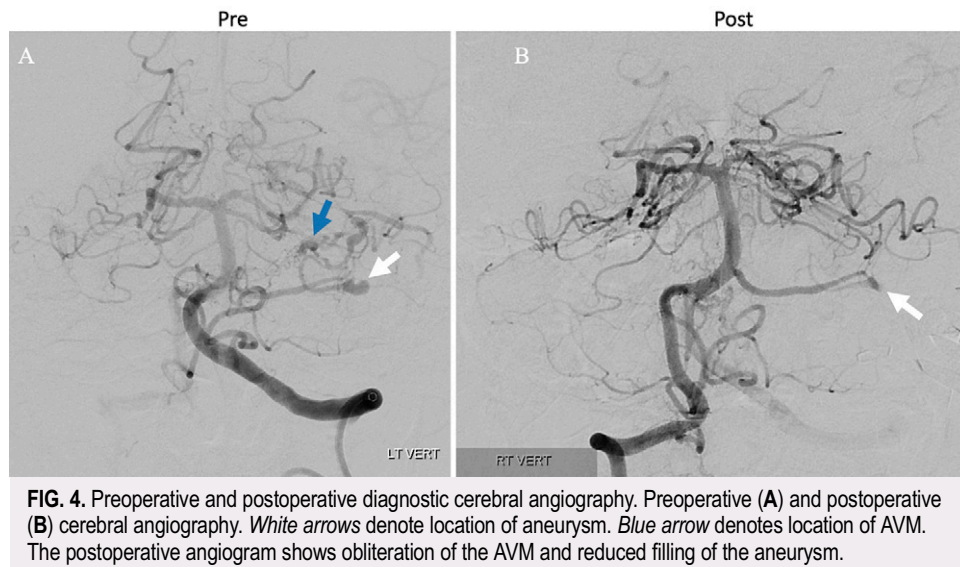 Pre
Post
A
B
LT VERT
RT VERT
FIG. 4. Preoperative and postoperative diagnostic cerebral angiography. Preoperative (A) and postoperative
(B) cerebral angiography. White arrows denote location of aneurysm. Blue arrow denotes location of AVM.
The postoperative angiogram shows obliteration of the AVM and reduced filling of the aneurysm.